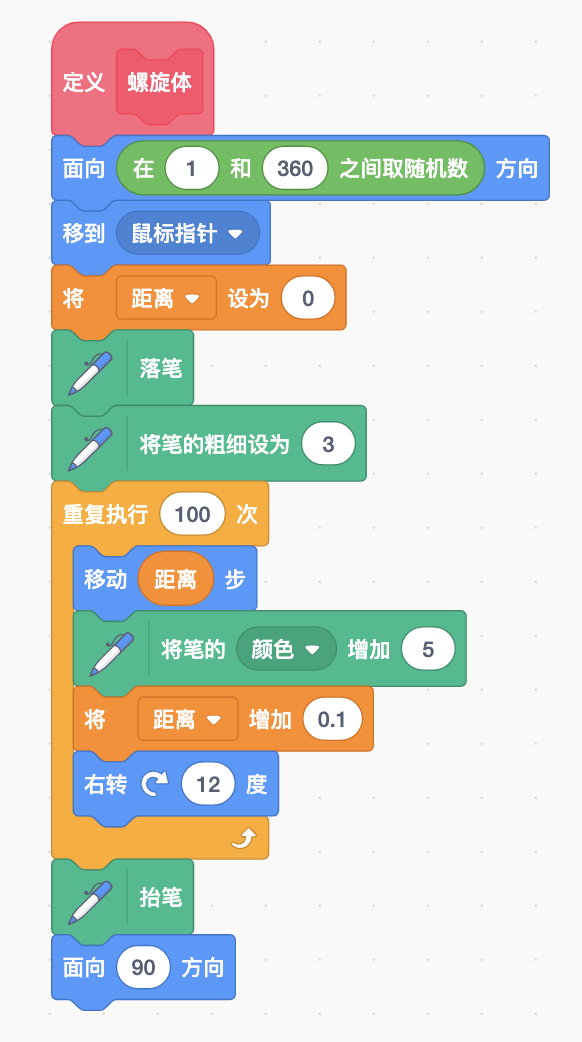 定义 螺旋体
面向 在 1 和 360 之间取随机数 方向
移到 鼠标指针
将 距离 设为 0
落笔
将笔的粗细设为 3
重复执行 100 次
移动 距离 步
将笔的 颜色 增加 5
将 距离 增加 0.1
右转 12 度
抬笔
面向 90 方向